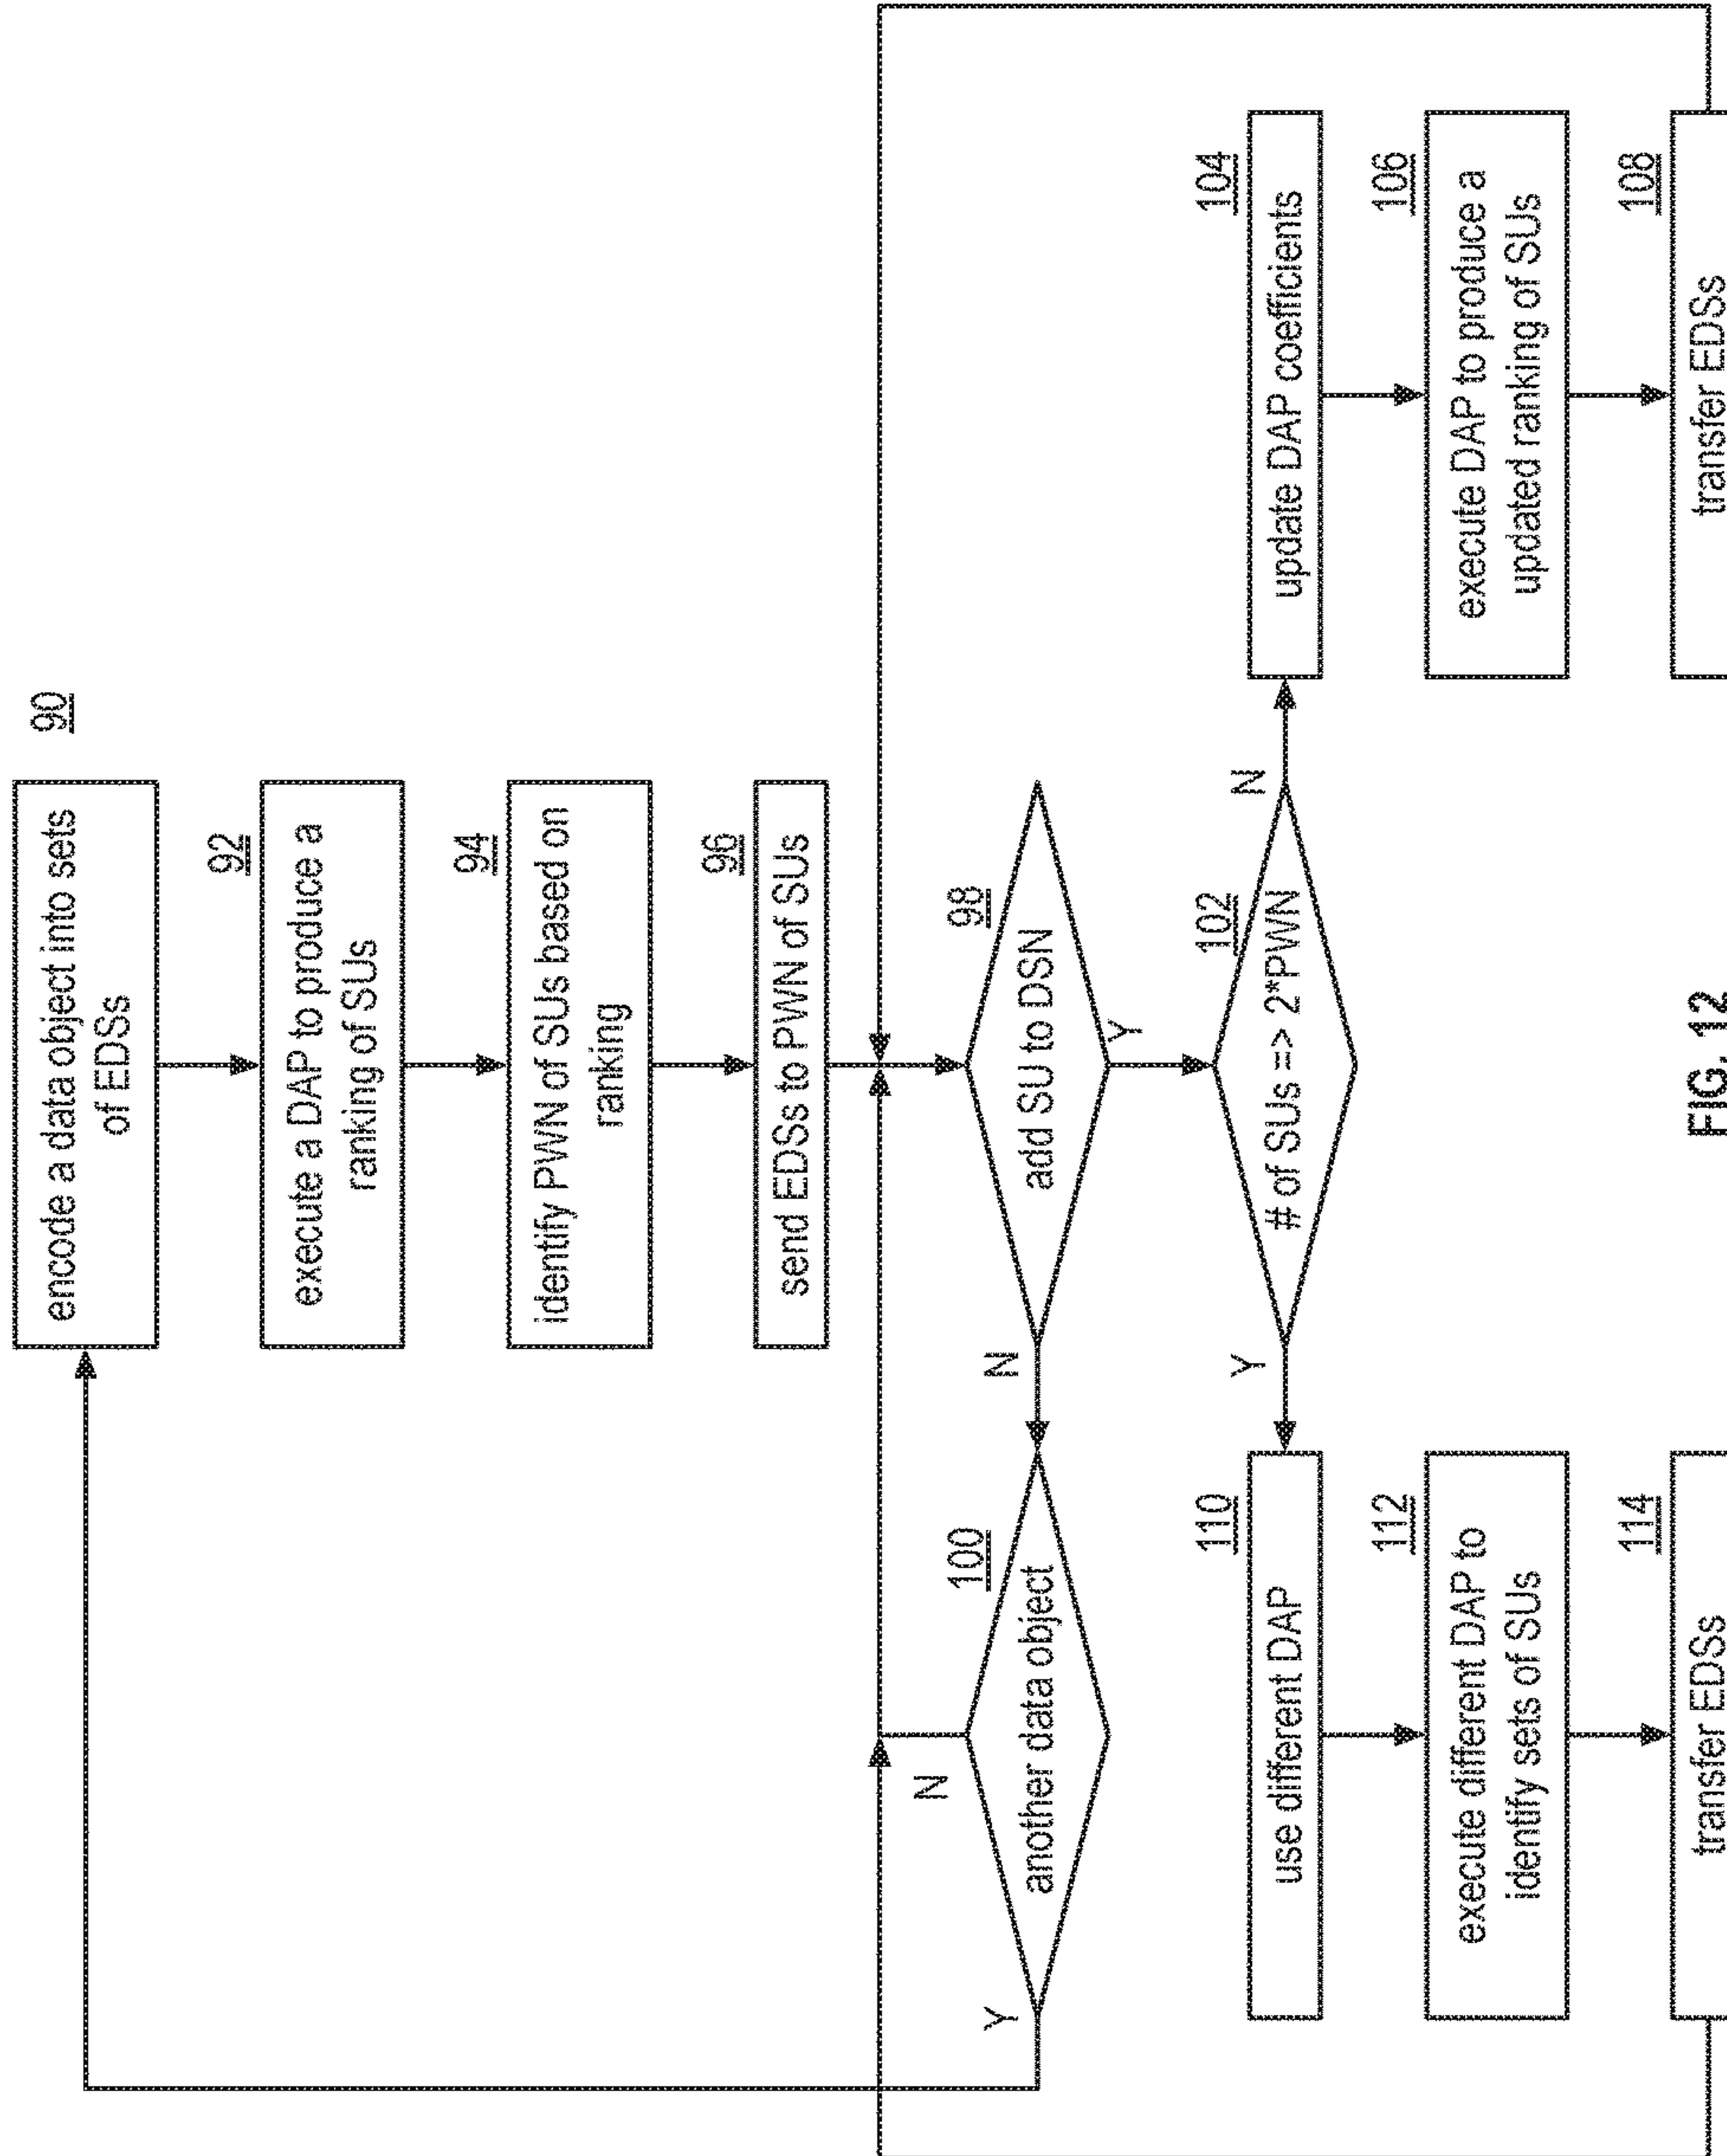 90
encode a data object into sets
of EDSs
92
execute a DAP to produce a
ranking of SUs
94
identify PWN of SUs based on
ranking
96
send EDSs to PWN of SUs
98
add SU to DSN
N
Y
100
another data object
Y
N
102
# of SUs => 2*PWN
Y
N
104
update DAP coefficients
106
execute DAP to produce a
updated ranking of SUs
108
transfer EDSs
110
use different DAP
112
execute different DAP to
identify sets of SUs
114
transfer EDSs
FIG. 12